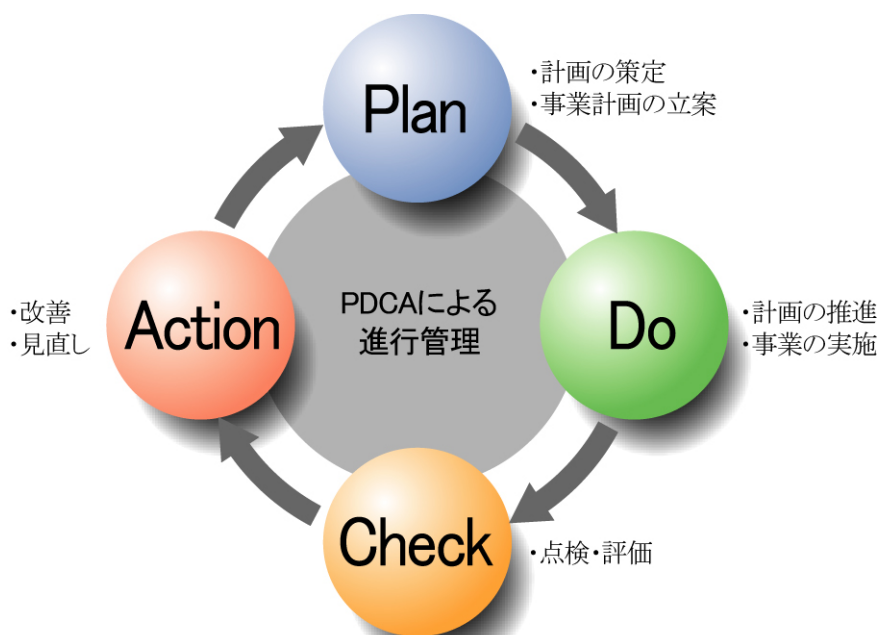 Plan
・計画の策定
・事業計画の立案
Do
・計画の推進
・事業の実施
Check
・点検・評価
Action
・改善
・見直し
PDCAによる
進行管理